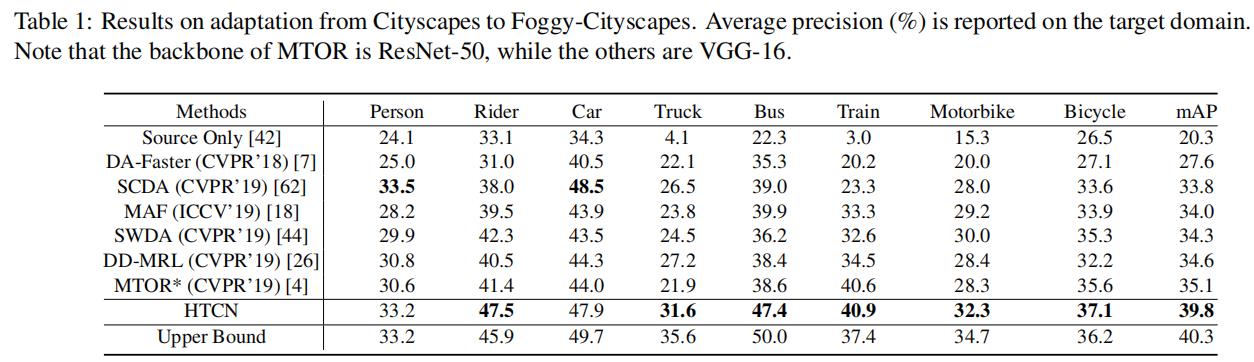 Table 1: Results on adaptation from Cityscapes to Foggy-Cityscapes. Average precision (%) is reported on the target domain.
Note that the backbone of MTOR is ResNet-50, while the others are VGG-16.
Methods Person Rider Car Truck Bus Train Motorbike Bicycle mAP
Source Only [42] 24.1 33.1 34.3 4.1 22.3 3.0 15.3 26.5 20.3
DA-Faster (CVPR’18) [7] 25.0 31.0 40.5 22.1 35.3 20.2 20.0 27.1 27.6
SCDA (CVPR’19) [62] 33.5 38.0 48.5 26.5 39.0 23.3 28.0 33.6 33.8
MAF (ICCV’19) [18] 28.2 39.5 43.9 23.8 39.9 33.3 29.2 33.9 34.0
SWDA (CVPR’19) [44] 29.9 42.3 43.5 24.5 36.2 32.6 30.0 35.3 34.3
DD-MRL (CVPR’19) [26] 30.8 40.5 44.3 27.2 38.4 34.5 28.4 32.2 34.6
MTOR* (CVPR’19) [4] 30.6 41.4 44.0 21.9 38.6 40.6 28.3 35.6 35.1
HTCN 33.2 47.5 47.9 31.6 47.4 40.9 32.3 37.1 39.8
Upper Bound 33.2 45.9 49.7 35.6 50.0 37.4 34.7 36.2 40.3